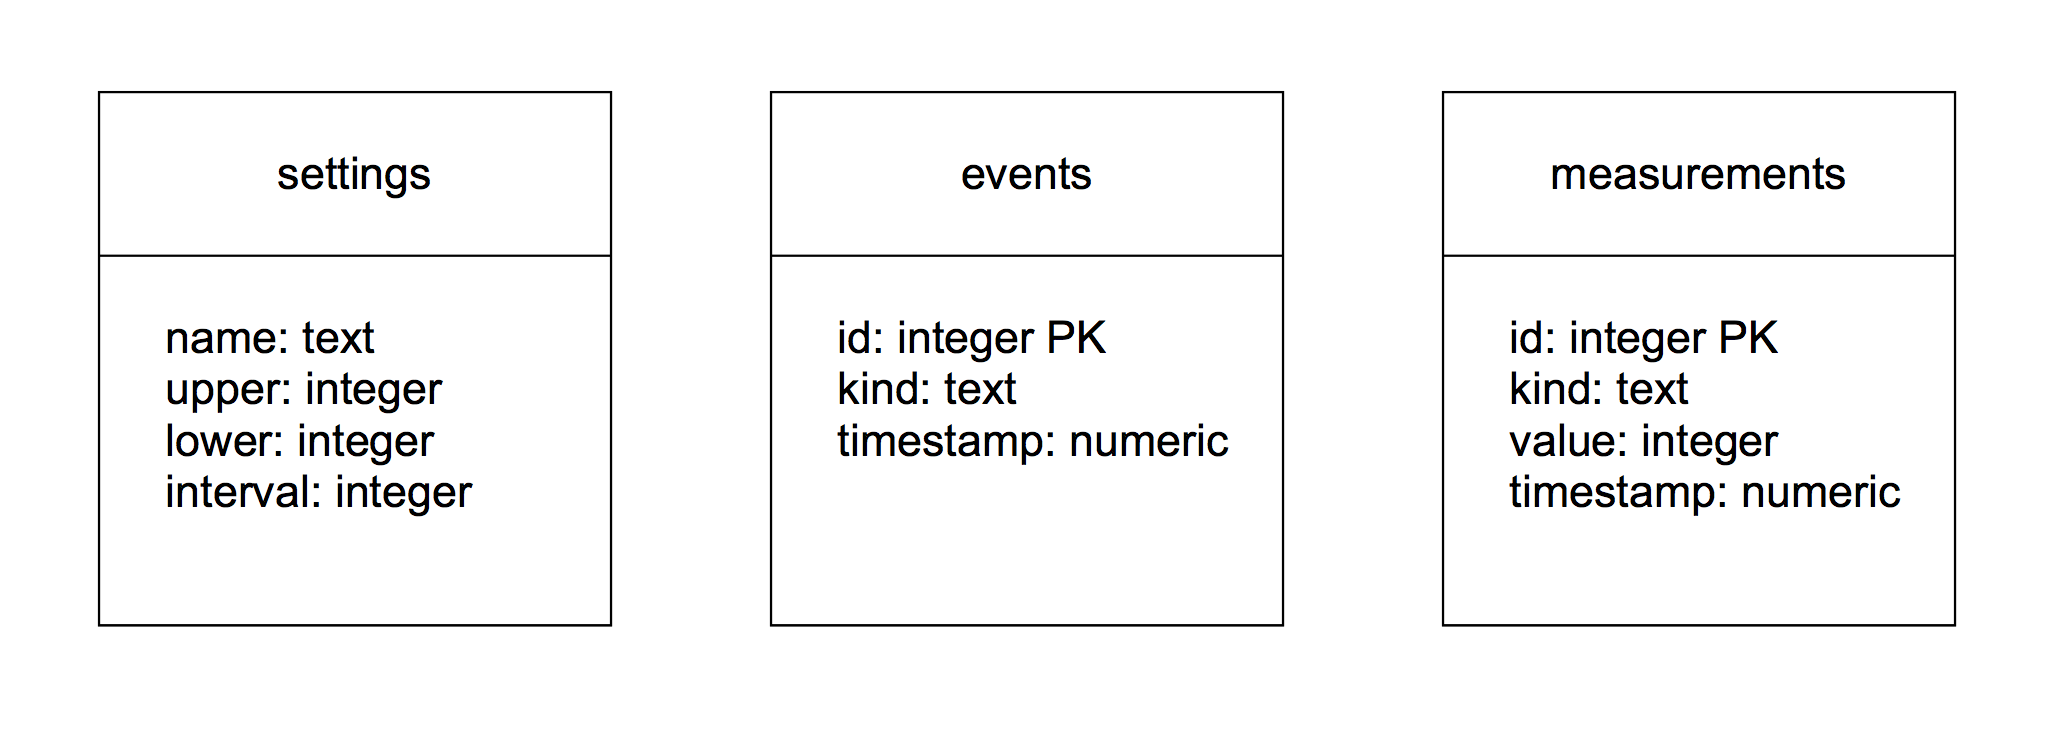 settings
name: text
upper: integer
lower: integer
interval: integer
events
id: integer PK
kind: text
timestamp: numeric
measurements
id: integer PK
kind: text
value: integer
timestamp: numeric